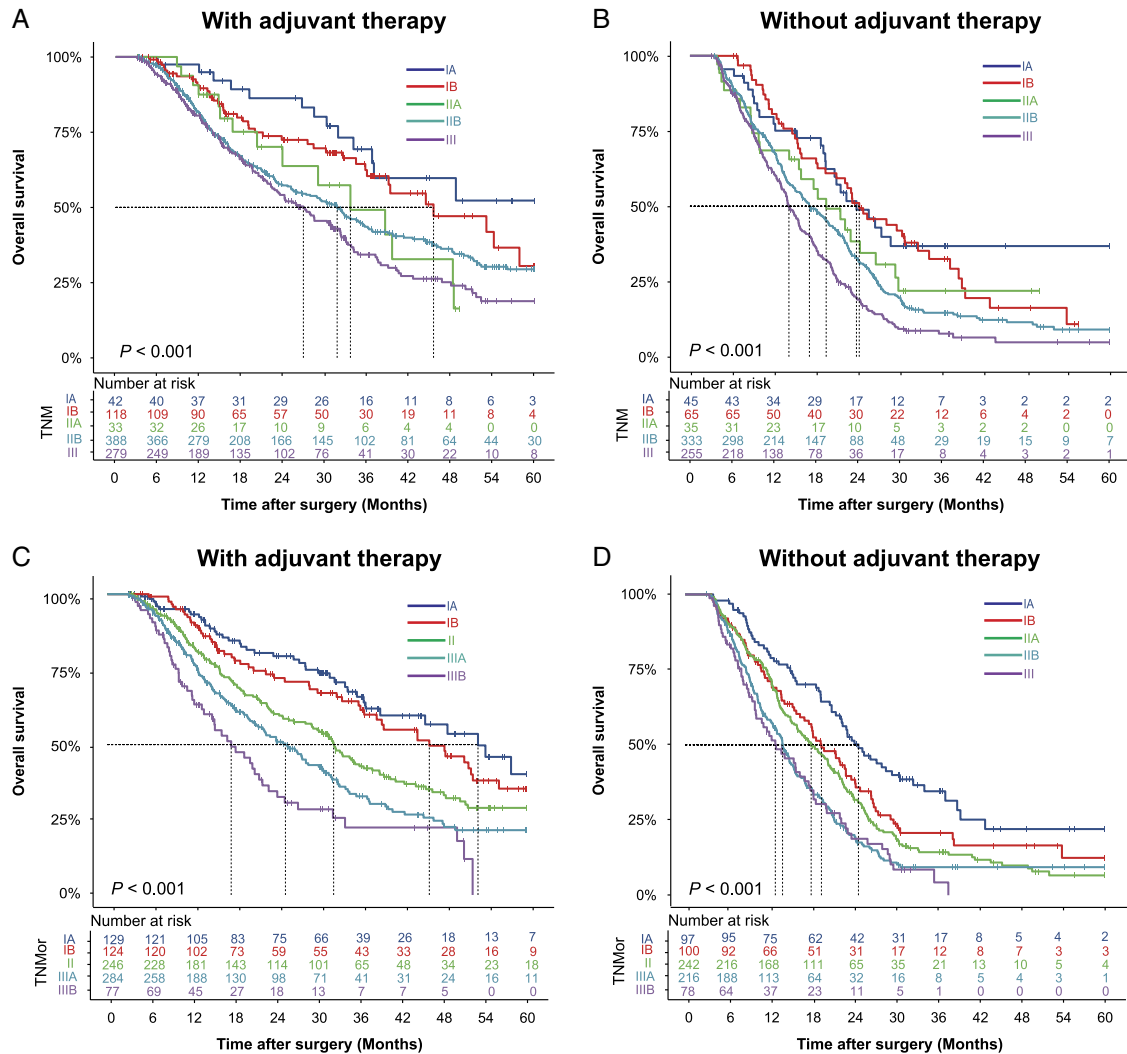 A
With adjuvant therapy
Overall survival
100%
75%
50%
25%
0%
IA
IB
IIA
IIB
III
P < 0.001
Number at risk
TNM
IA 42 40 37 31 29 26 16 11 8 6 3
IB 118 109 90 65 57 50 30 19 11 8 4
IIA 33 32 26 17 10 9 6 4 4 0 0
IIB 388 366 279 208 166 145 102 81 64 44 30
III 279 249 189 135 102 76 41 30 22 10 8
0 6 12 18 24 30 36 42 48 54 60
Time after surgery (Months)
B
Without adjuvant therapy
Overall survival
100%
75%
50%
25%
0%
IA
IB
IIA
IIB
III
P < 0.001
Number at risk
TNM
IA 45 43 34 29 17 12 7 3 2 2 2
IB 65 65 50 40 30 22 12 6 4 2 0
IIA 35 31 23 17 10 5 3 2 2 0 0
IIB 333 298 214 147 88 48 29 19 15 9 7
III 255 218 138 78 36 17 8 4 3 2 1
0 6 12 18 24 30 36 42 48 54 60
Time after surgery (Months)
C
With adjuvant therapy
Overall survival
100%
75%
50%
25%
0%
IA
IB
II
IIIA
IIIB
P < 0.001
Number at risk
TNMor
IA 129 121 105 83 75 66 39 26 18 13 7
IB 124 120 102 73 59 55 43 33 28 16 9
II 246 228 181 143 114 101 65 48 34 23 18
IIIA 284 258 188 130 98 71 41 31 24 16 11
IIIB 77 69 45 27 18 13 7 7 5 0 0
0 6 12 18 24 30 36 42 48 54 60
Time after surgery (Months)
D
Without adjuvant therapy
Overall survival
100%
75%
50%
25%
0%
IA
IB
IIA
IIB
III
P < 0.001
Number at risk
TNMor
IA 97 95 75 62 42 31 17 8 5 4 2
IB 100 92 66 51 31 17 12 8 7 3 3
II 242 216 168 111 65 35 21 13 10 5 4
IIIA 216 188 113 64 32 16 8 5 4 3 1
IIIB 78 64 37 23 11 5 1 0 0 0 0
0 6 12 18 24 30 36 42 48 54 60
Time after surgery (Months)